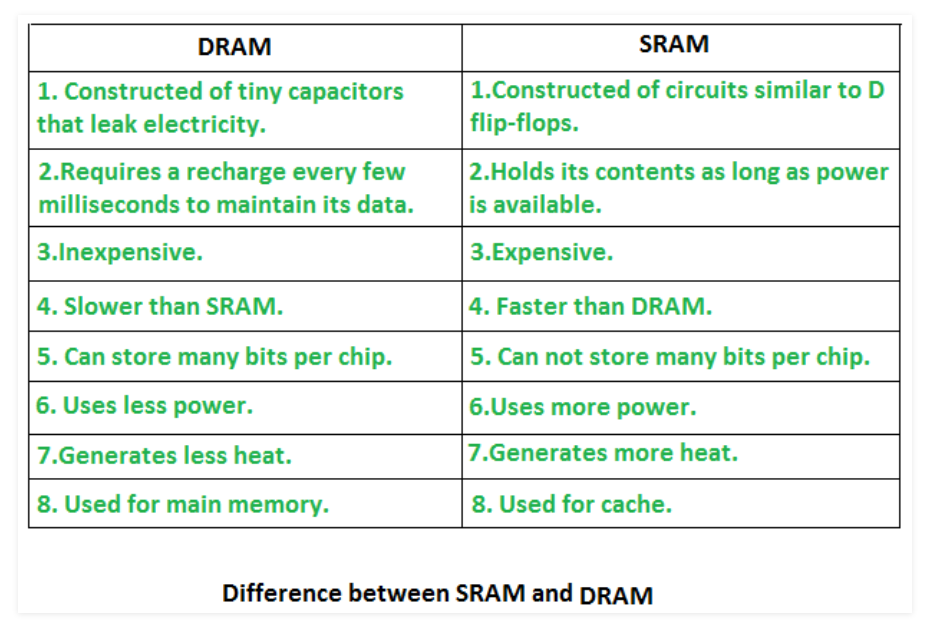 DRAM
SRAM
1. Constructed of tiny capacitors
that leak electricity.
1.Constructed of circuits similar to D
flip-flops.
2.Requires a recharge every few
milliseconds to maintain its data.
2.Holds its contents as long as power
is available.
3.Inexpensive.
3.Expensive.
4. Slower than SRAM.
4. Faster than DRAM.
5. Can store many bits per chip.
5. Can not store many bits per chip.
6. Uses less power.
6.Uses more power.
7.Generates less heat.
7.Generates more heat.
8. Used for main memory.
8. Used for cache.
Difference between SRAM and DRAM